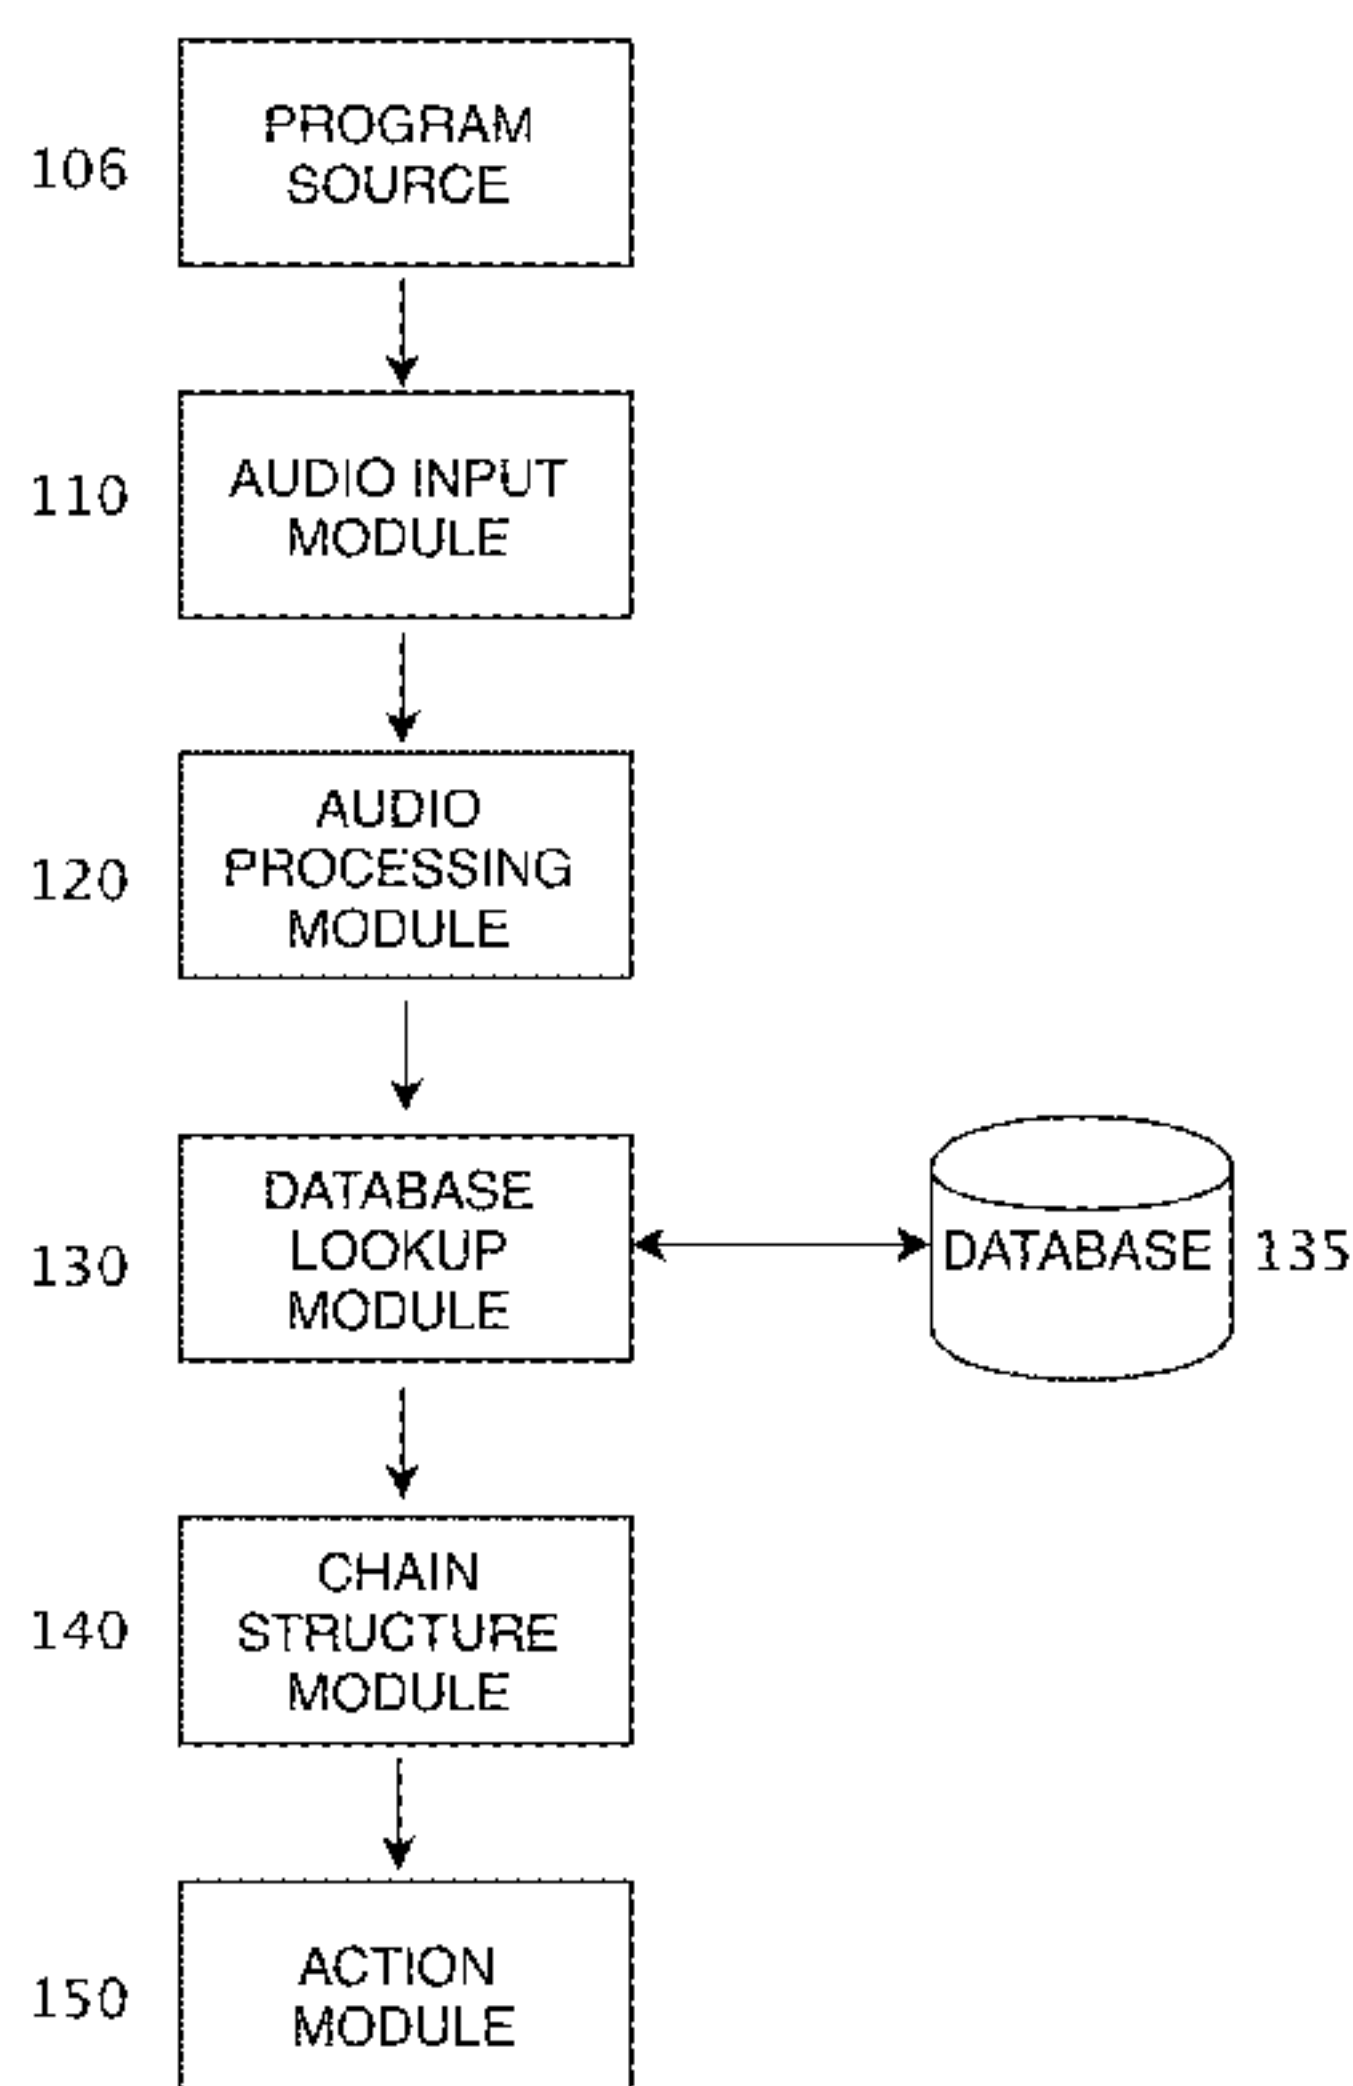 PROGRAM
SOURCE
106
AUDIO INPUT
MODULE
110
AUDIO
PROCESSING
MODULE
120
DATABASE
LOOKUP
MODULE
130
DATABASE
135
CHAIN
STRUCTURE
MODULE
140
ACTION
MODULE
150